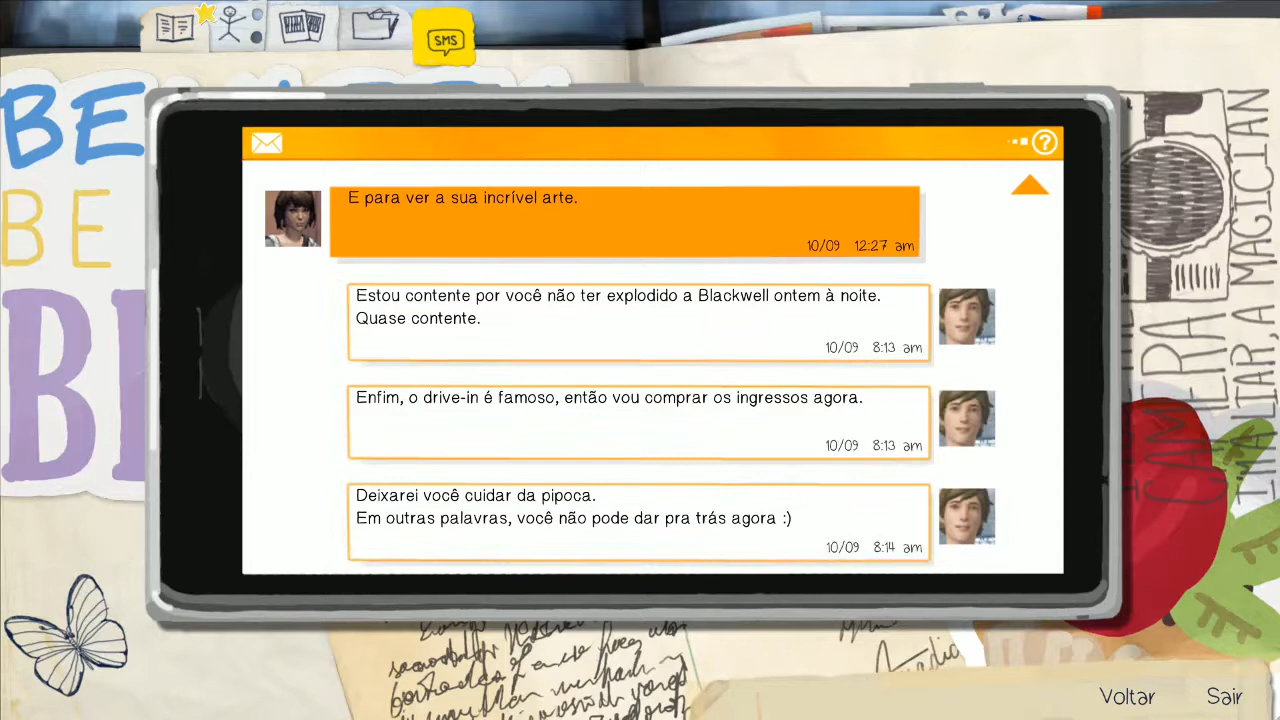 SMS
BE
BE
E para ver a sua incrível arte.
10/09 12:27 am
Estou contente por você não ter explodido a Blackwell ontem à noite.
Quase contente.
10/09 8:13 am
Enfim, o drive-in é famoso, então vou comprar os ingressos agora.
10/09 8:13 am
Deixarei você cuidar da pipoca.
Em outras palavras, você não pode dar pra trás agora :)
10/09 8:14 am
MAGICIAN
Voltar Sair